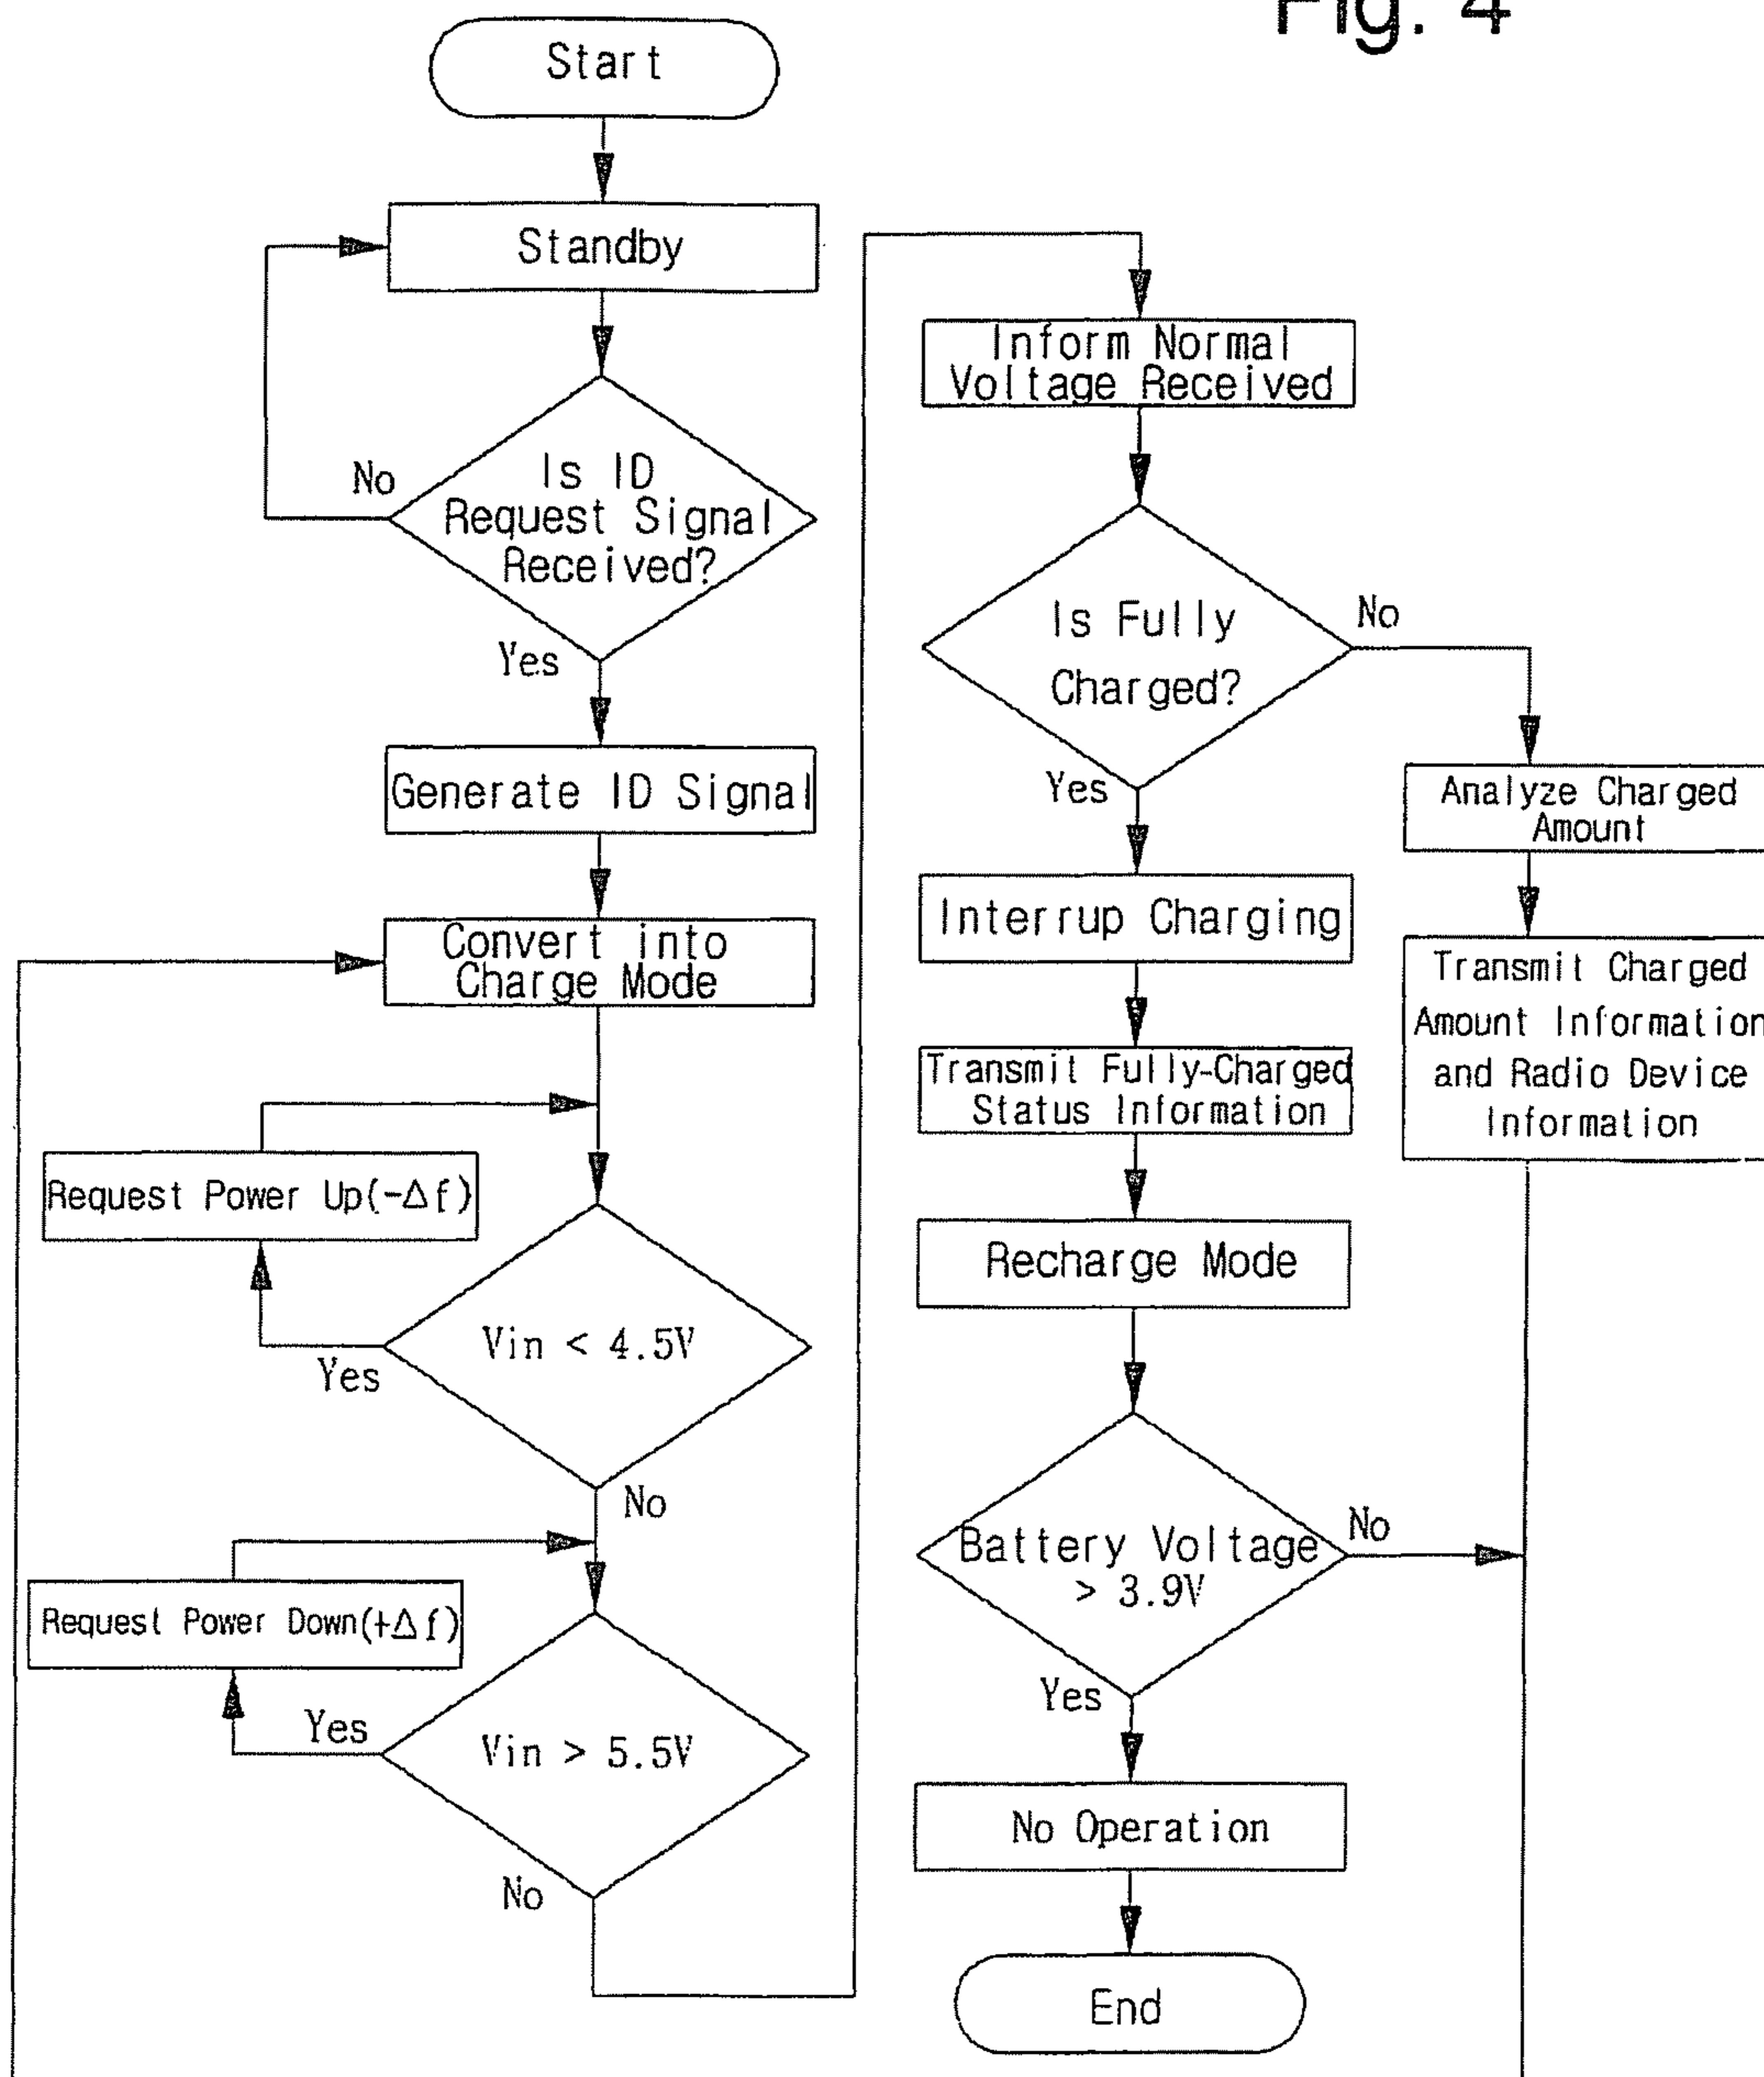 Fig. 4
Start
Standby
Is ID
Request Signal
Received?
No
Yes
Generate ID Signal
Convert into
Charge Mode
Request Power Up(-Δf)
Vin < 4.5V
Yes
No
Request Power Down(+Δf)
Vin > 5.5V
Yes
No
Inform Normal
Voltage Received
Is Fully
Charged?
No
Yes
Analyze Charged
Amount
Transmit Charged
Amount Information
and Radio Device
Information
Interrup Charging
Transmit Fully-Charged
Status Information
Recharge Mode
Battery Voltage
> 3.9V
No
Yes
No Operation
End